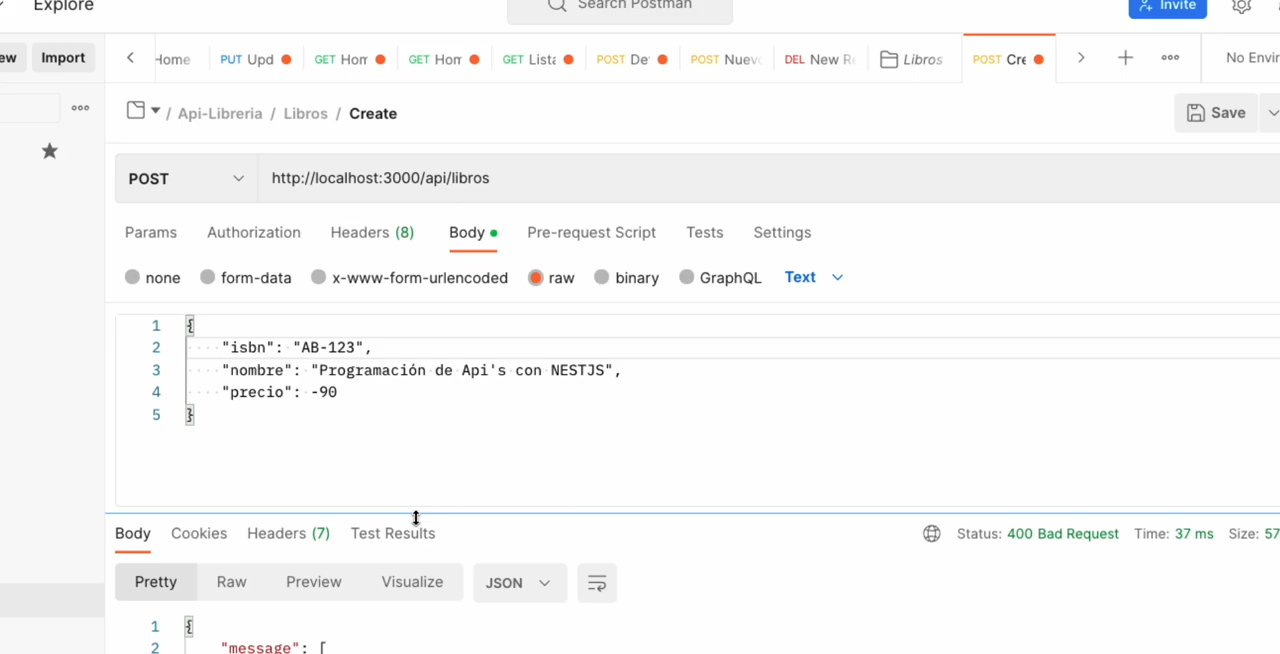 Explore
Search Postman
Invite
Import
Home
PUT Upd
GET Hom
GET Hom
GET Lista
POST De
POST Nuev
DEL New R
Libros
POST Cre
No Envir
/ Api-Libreria / Libros / Create
Save
POST
http://localhost:3000/api/libros
Params
Authorization
Headers (8)
Body
Pre-request Script
Tests
Settings
none
form-data
x-www-form-urlencoded
raw
binary
GraphQL
Text
1 {
2 "isbn": "AB-123",
3 "nombre": "Programación de Api's con NESTJS",
4 "precio": -90
5 }
Body
Cookies
Headers (7)
Test Results
Status: 400 Bad Request
Time: 37 ms
Size: 57
Pretty
Raw
Preview
Visualize
JSON
1 {
2 "message": [